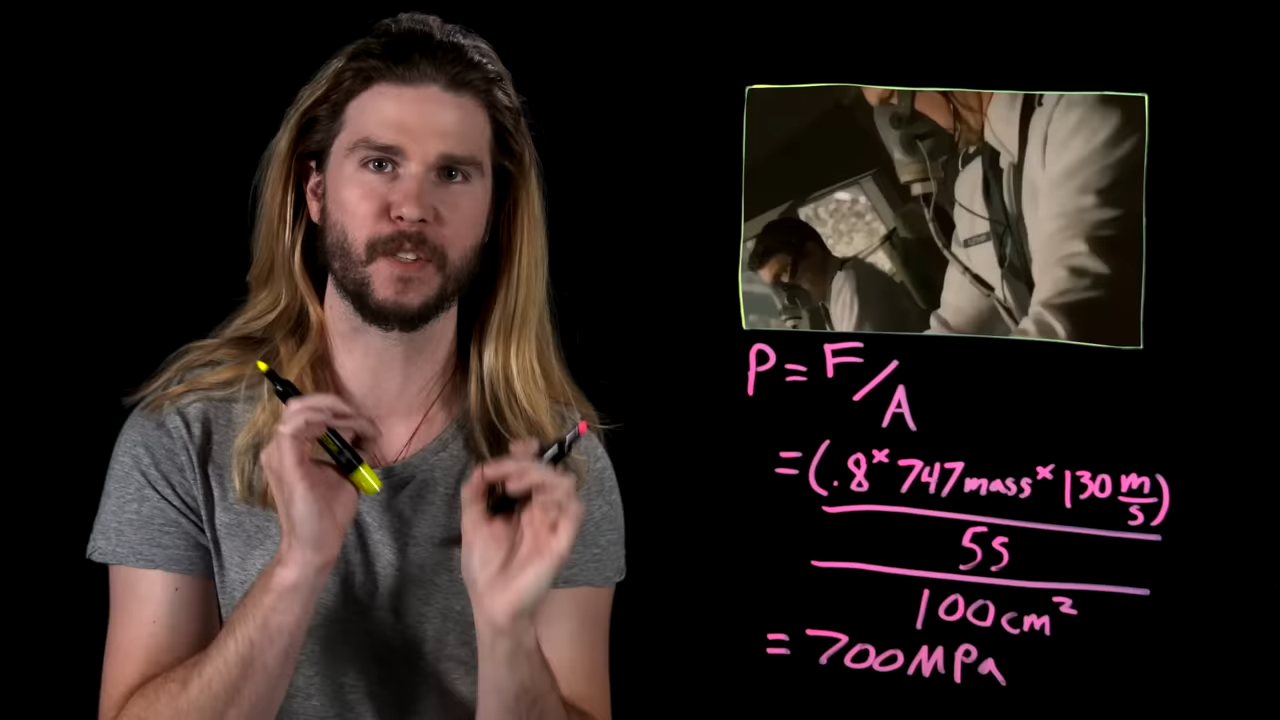 P = F/A
= (.8 × 747mass × 130 m/s)
5s
100cm²
= 700MPa